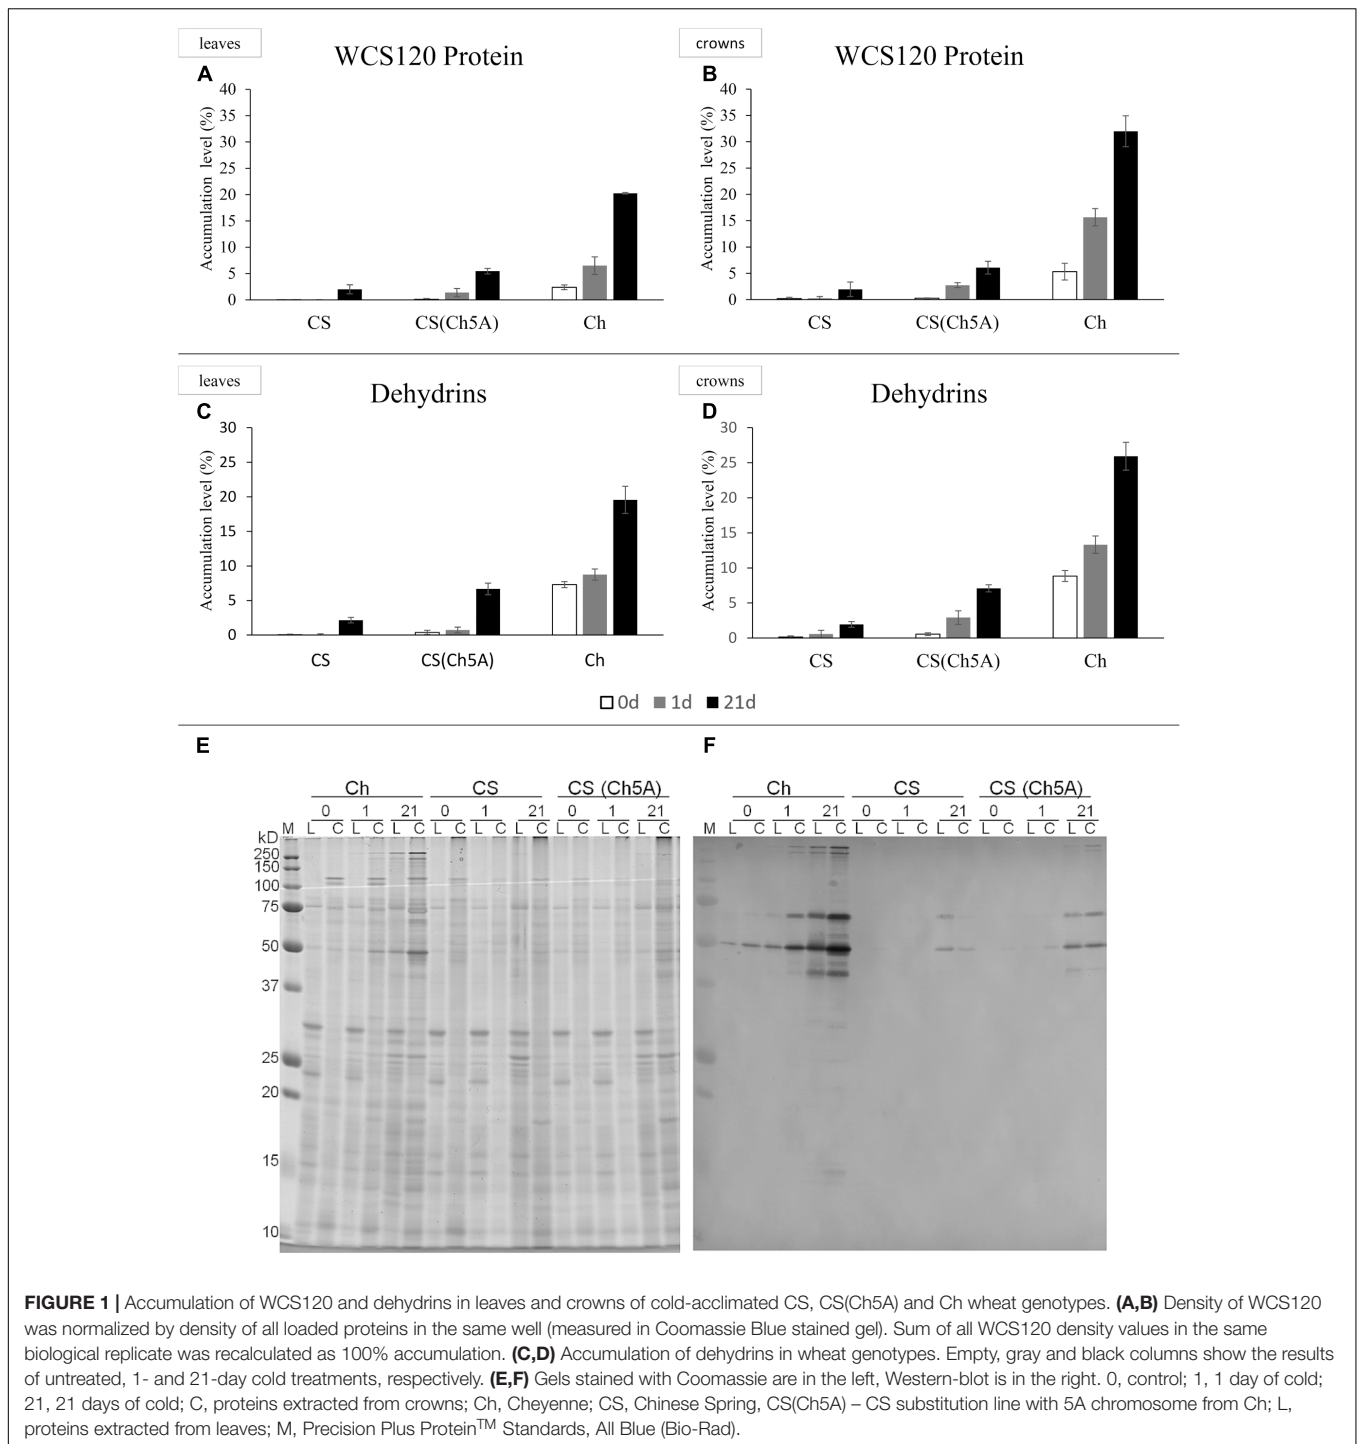 leaves
WCS120 Protein
crowns
WCS120 Protein
A
B
Accumulation level (%)
40
35
30
25
20
15
10
5
0
CS
CS(Ch5A)
Ch
Accumulation level (%)
40
35
30
25
20
15
10
5
0
CS
CS(Ch5A)
Ch
leaves
Dehydrins
crowns
Dehydrins
C
D
Accumulation level (%)
30
25
20
15
10
5
0
CS
CS(Ch5A)
Ch
Accumulation level (%)
30
25
20
15
10
5
0
CS
CS(Ch5A)
Ch
0d 1d 21d
E
Ch CS CS (Ch5A)
0 1 21 0 1 21 0 1 21
kD M L C L C L C L C L C L C L C L C L C
250
150
100
75
50
37
25
20
15
10
F
Ch CS CS (Ch5A)
0 1 21 0 1 21 0 1 21
M L C L C L C L C L C L C L C L C L C
FIGURE 1 | Accumulation of WCS120 and dehydrins in leaves and crowns of cold-acclimated CS, CS(Ch5A) and Ch wheat genotypes. (A,B) Density of WCS120
was normalized by density of all loaded proteins in the same well (measured in Coomassie Blue stained gel). Sum of all WCS120 density values in the same
biological replicate was recalculated as 100% accumulation. (C,D) Accumulation of dehydrins in wheat genotypes. Empty, gray and black columns show the results
of untreated, 1- and 21-day cold treatments, respectively. (E,F) Gels stained with Coomassie are in the left, Western-blot is in the right. 0, control; 1, 1 day of cold;
21, 21 days of cold; C, proteins extracted from crowns; Ch, Cheyenne; CS, Chinese Spring, CS(Ch5A) – CS substitution line with 5A chromosome from Ch; L,
proteins extracted from leaves; M, Precision Plus Protein™ Standards, All Blue (Bio-Rad).